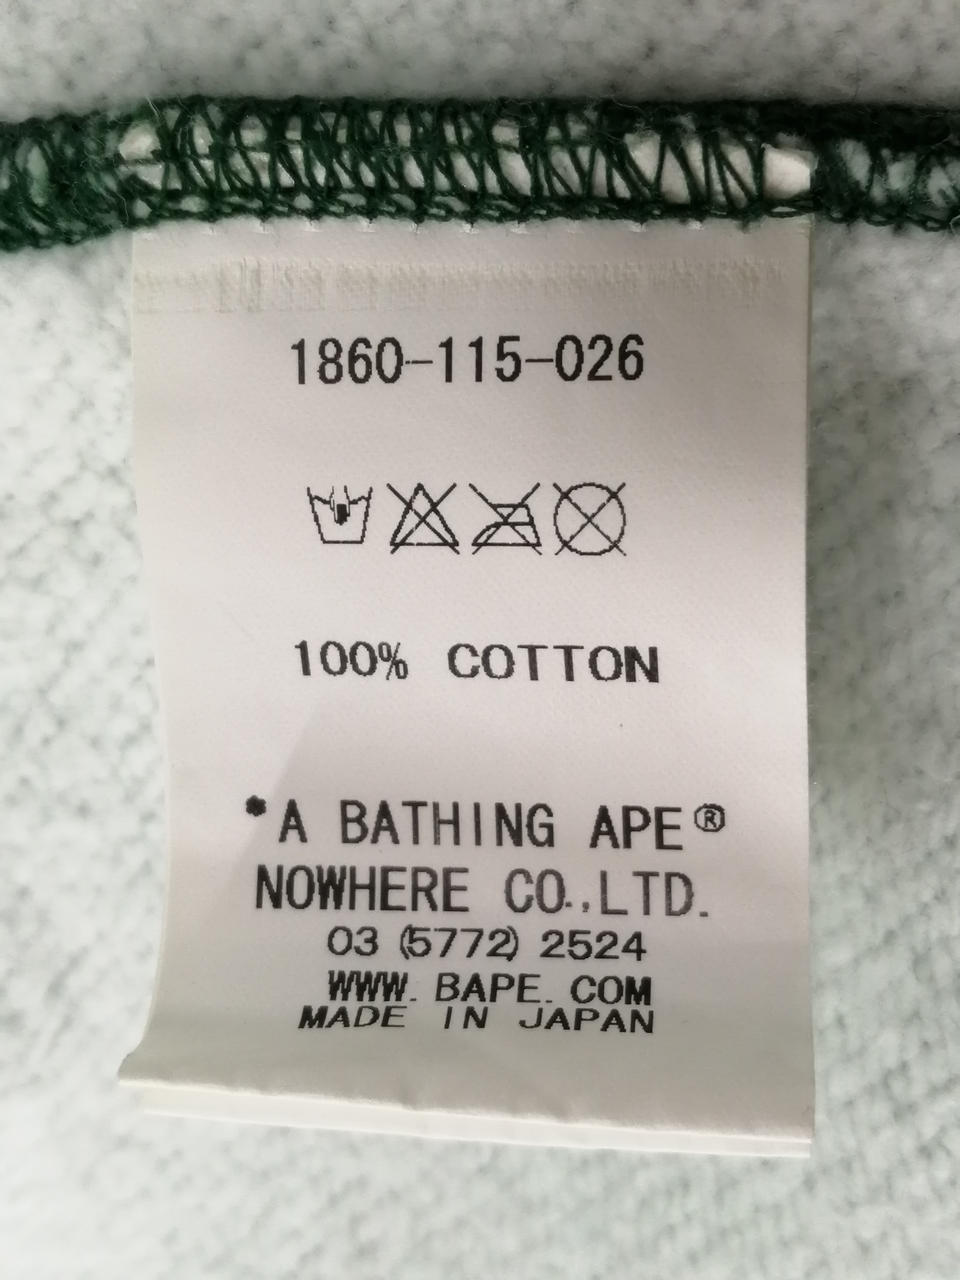 1860-115-026
100% COTTON
*A BATHING APE®
NOWHERE CO.,LTD.
03 (5772) 2524
WWW. BAPE. COM
MADE IN JAPAN